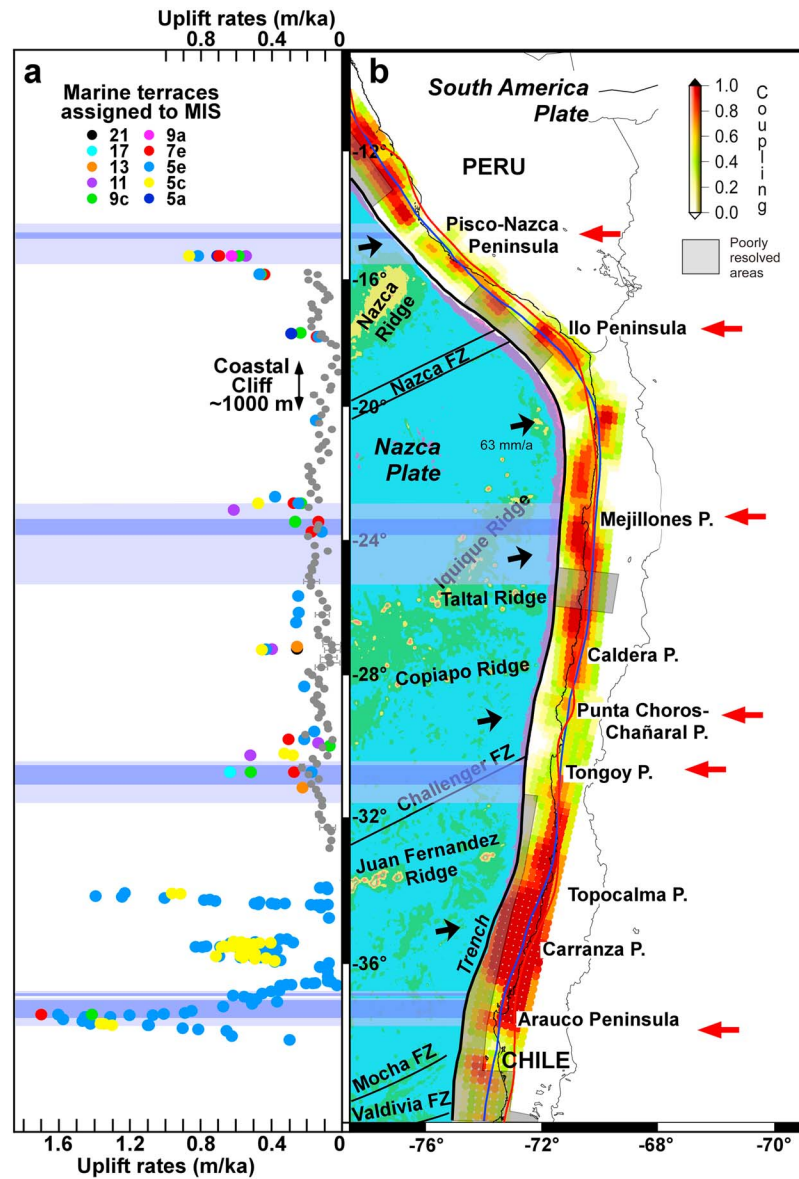 Uplift rates (m/ka)
0.8 0.4 0
a
b
Marine terraces
assigned to MIS
21 9a
17 7e
13 5e
11 5c
9c 5a
South America
Plate
PERU
1.0
0.8
0.6
0.4
0.2
0.0
Coupling
Poorly
resolved
areas
-12°
Pisco-Nazca
Peninsula
-16°
Nazca
Ridge
Ilo Peninsula
Coastal
Cliff
~1000 m
Nazca FZ
-20°
Nazca
Plate
63 mm/a
Iquique Ridge
Mejillones P.
-24°
Taltal Ridge
Caldera P.
-28°
Copiapo Ridge
Punta Choros-
Chañaral P.
Challenger FZ
Tongoy P.
-32°
Juan Fernandez
Ridge
Topocalma P.
Trench
Carranza P.
-36°
Arauco Peninsula
CHILE
Mocha FZ
Valdivia FZ
1.6 1.2 0.8 0.4 0
Uplift rates (m/ka)
-76° -72° -68° -70°